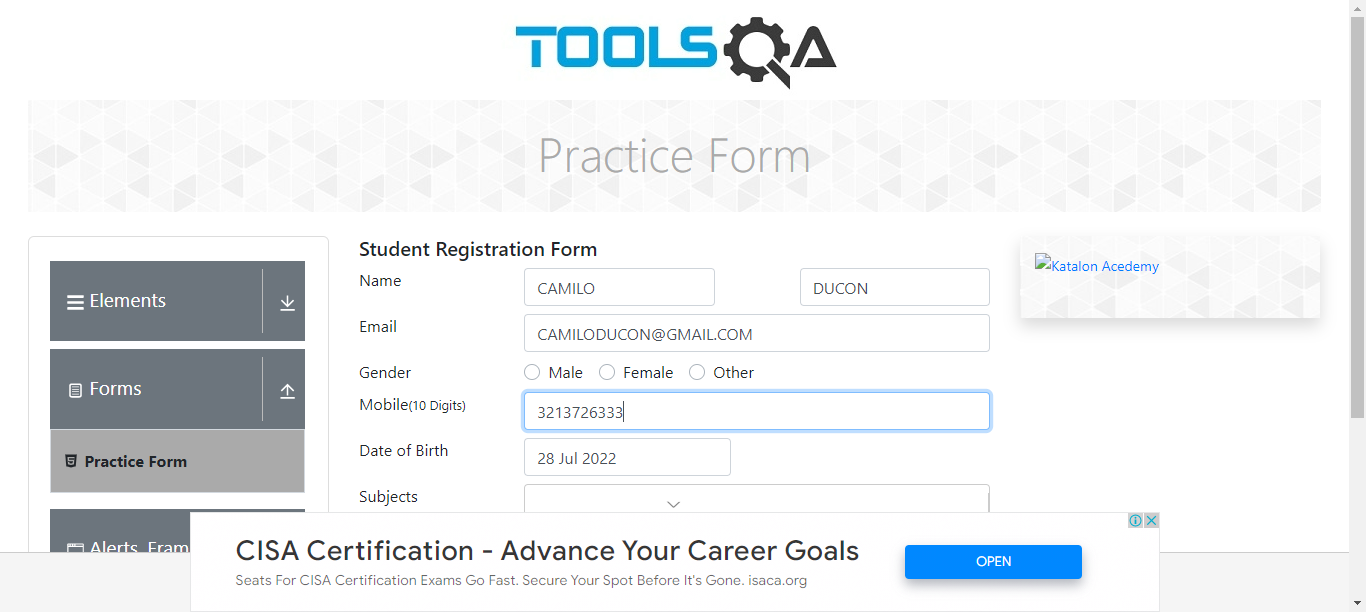 TOOLSQA
Practice Form
Elements
Forms
Practice Form
Alerts, Fram
Student Registration Form
Name CAMILO DUCON
Email CAMILODUCON@GMAIL.COM
Gender Male Female Other
Mobile(10 Digits) 3213726333
Date of Birth 28 Jul 2022
Subjects
Katalon Acedemy
CISA Certification - Advance Your Career Goals
Seats For CISA Certification Exams Go Fast. Secure Your Spot Before It's Gone. isaca.org
OPEN